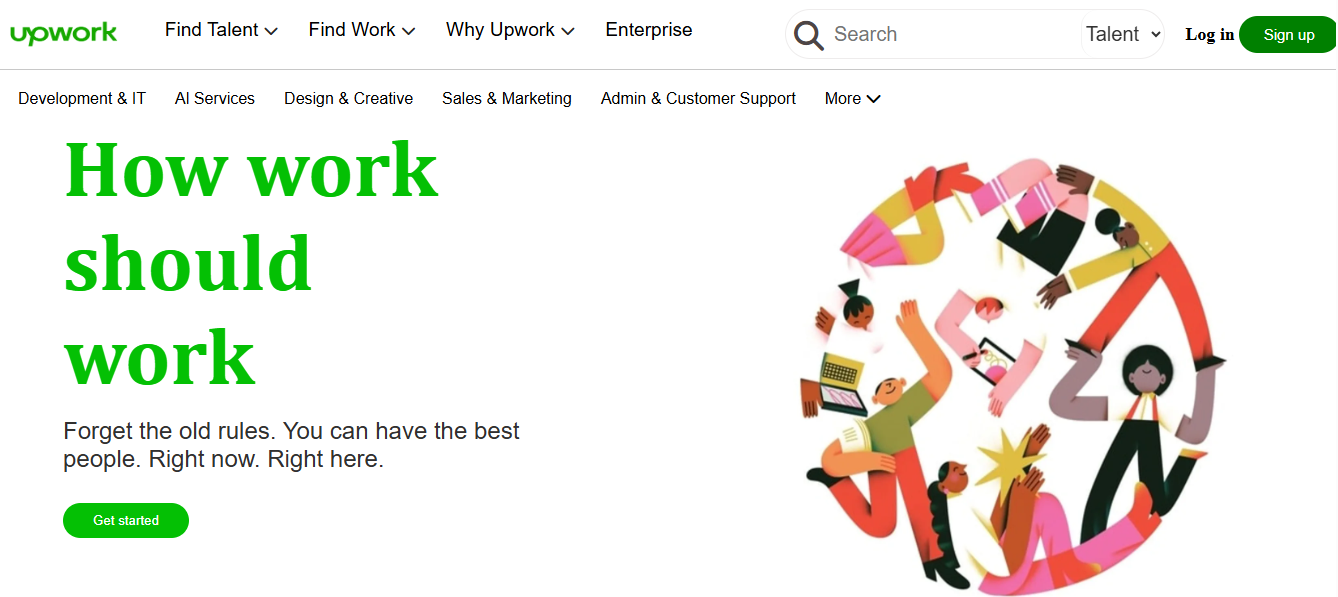 upwork Find Talent Find Work Why Upwork Enterprise Search Talent Log in Sign up
Development & IT AI Services Design & Creative Sales & Marketing Admin & Customer Support More
How work
should
work
Forget the old rules. You can have the best
people. Right now. Right here.
Get started